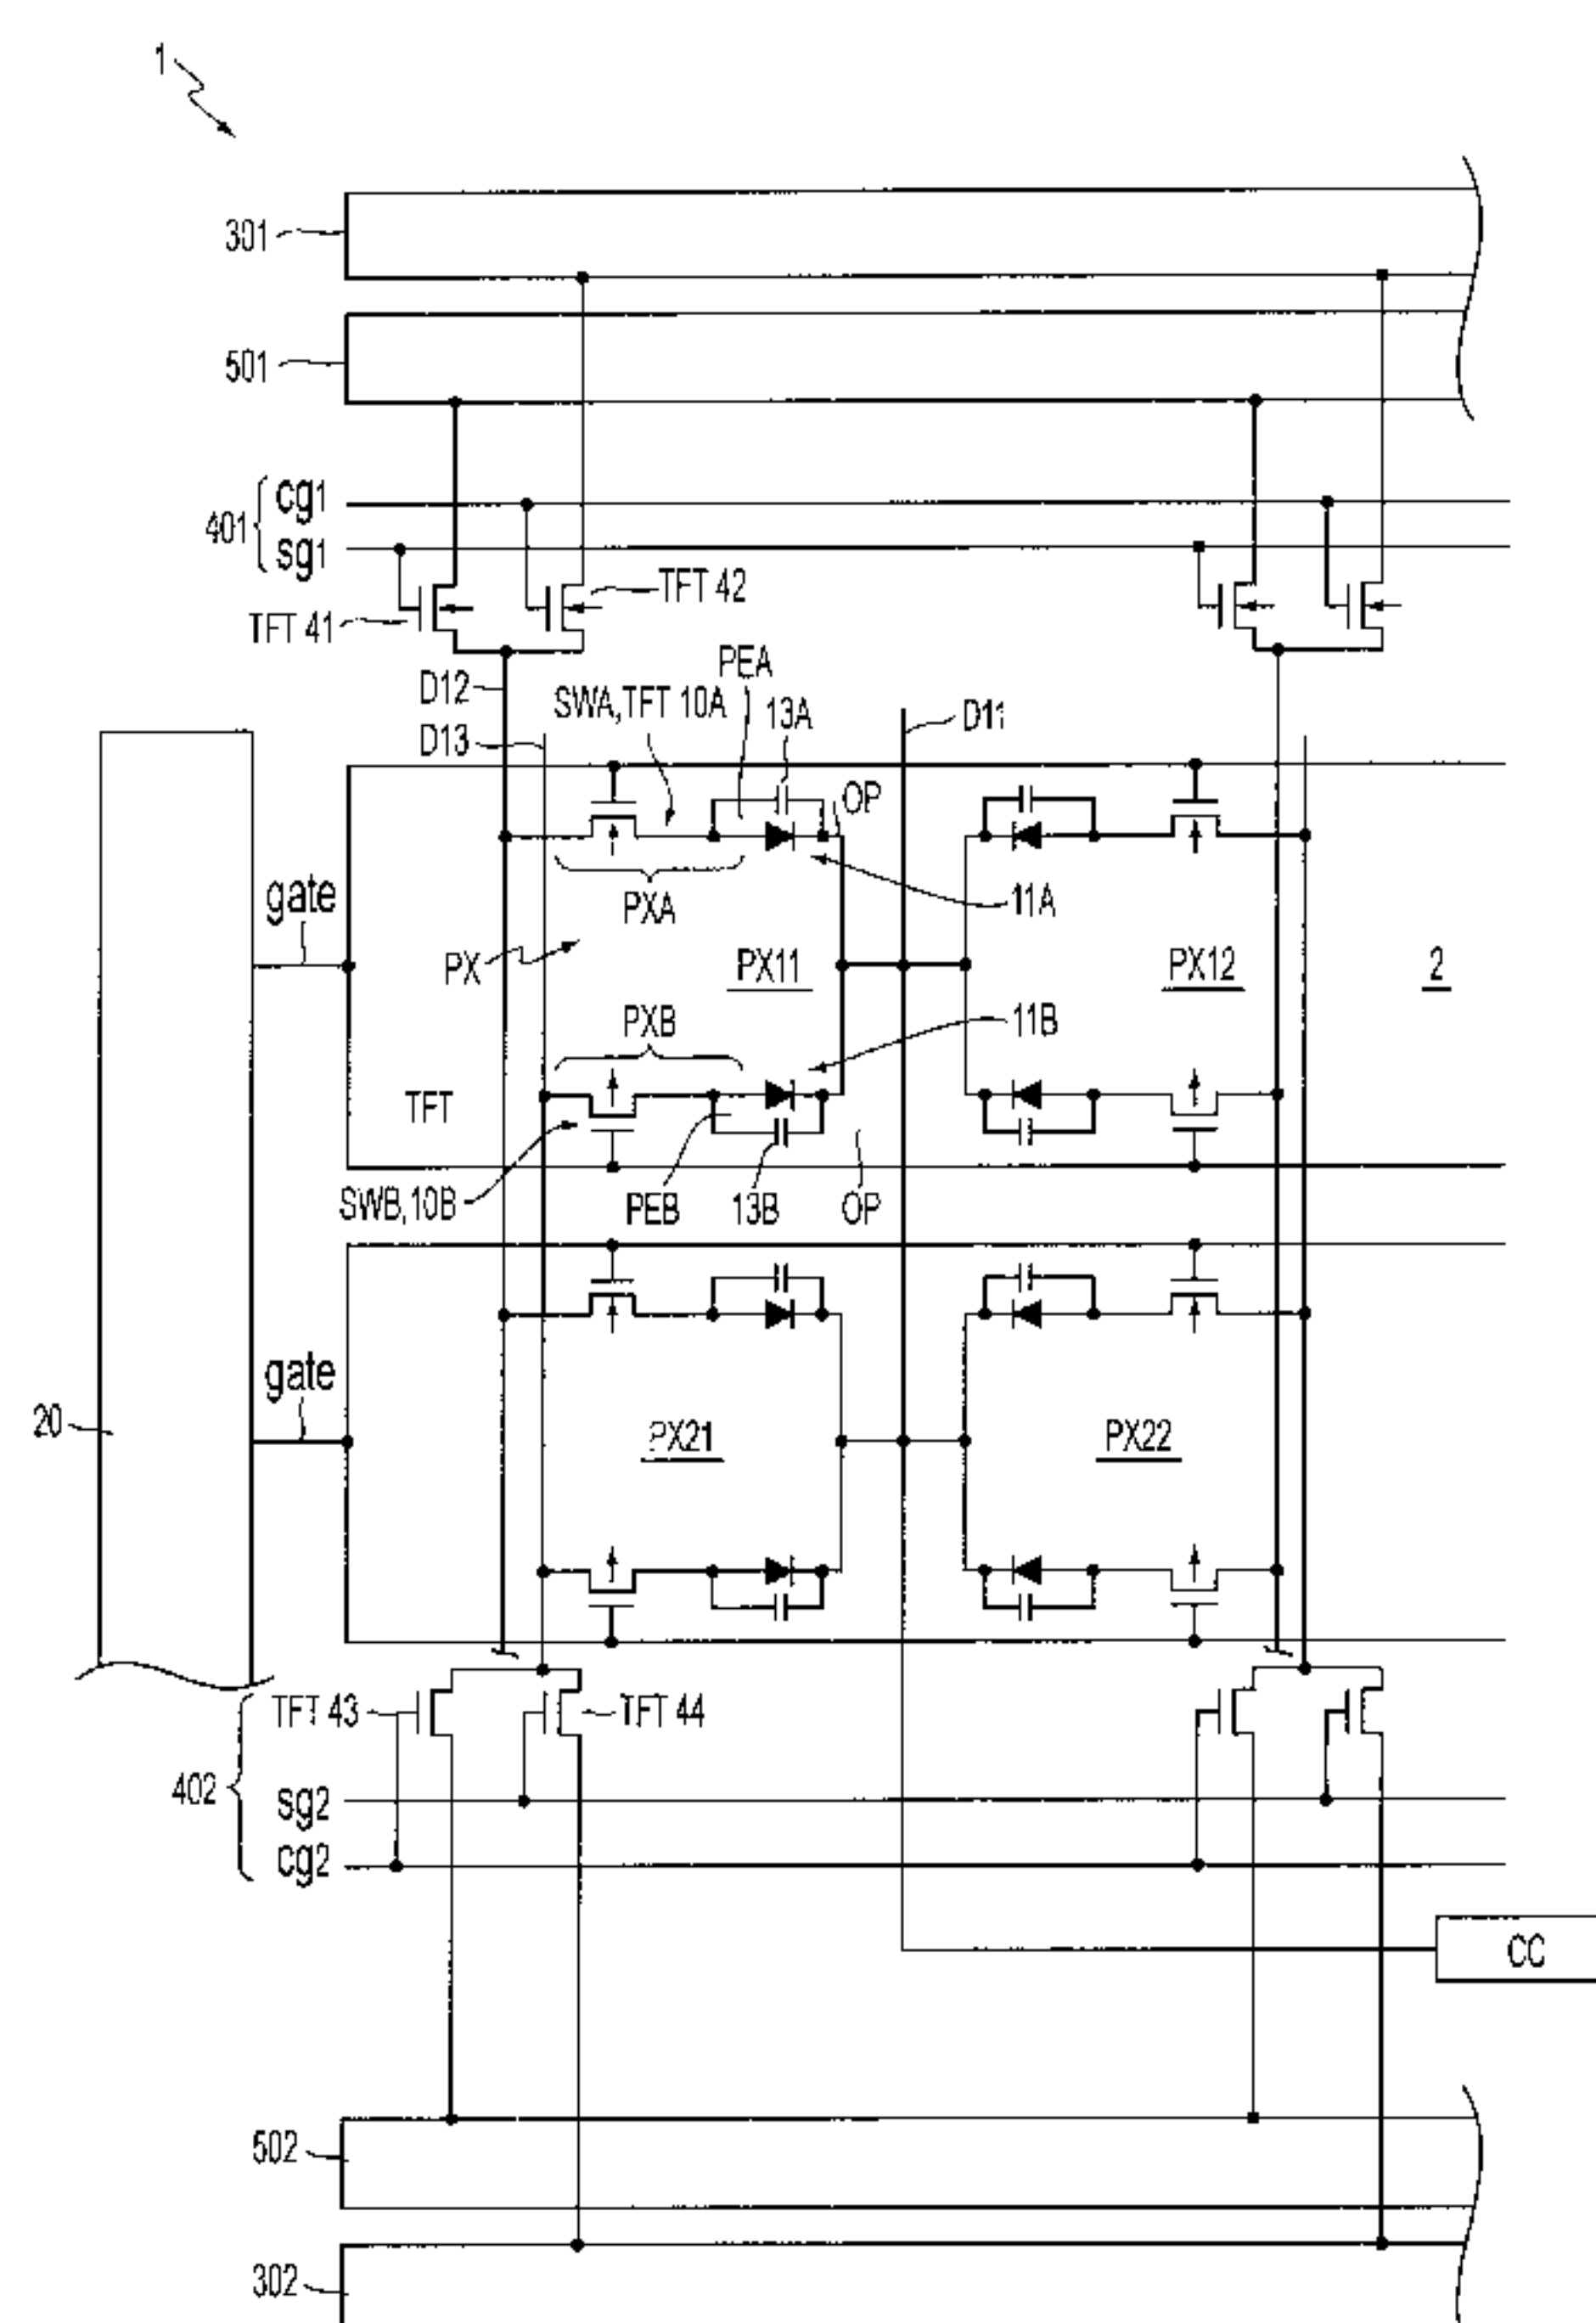 1
301
501
401
cg1
sg1
TFT 41
TFT 42
PEA
D12
SWA,TFT 10A
13A
D11
D13
OP
gate
PXA
11A
PX
PX11
PX12
2
PXB
11B
TFT
SWB,10B
PEB
13B
OP
gate
20
PX21
PX22
TFT 43
TFT 44
402
sg2
cg2
CC
502
302